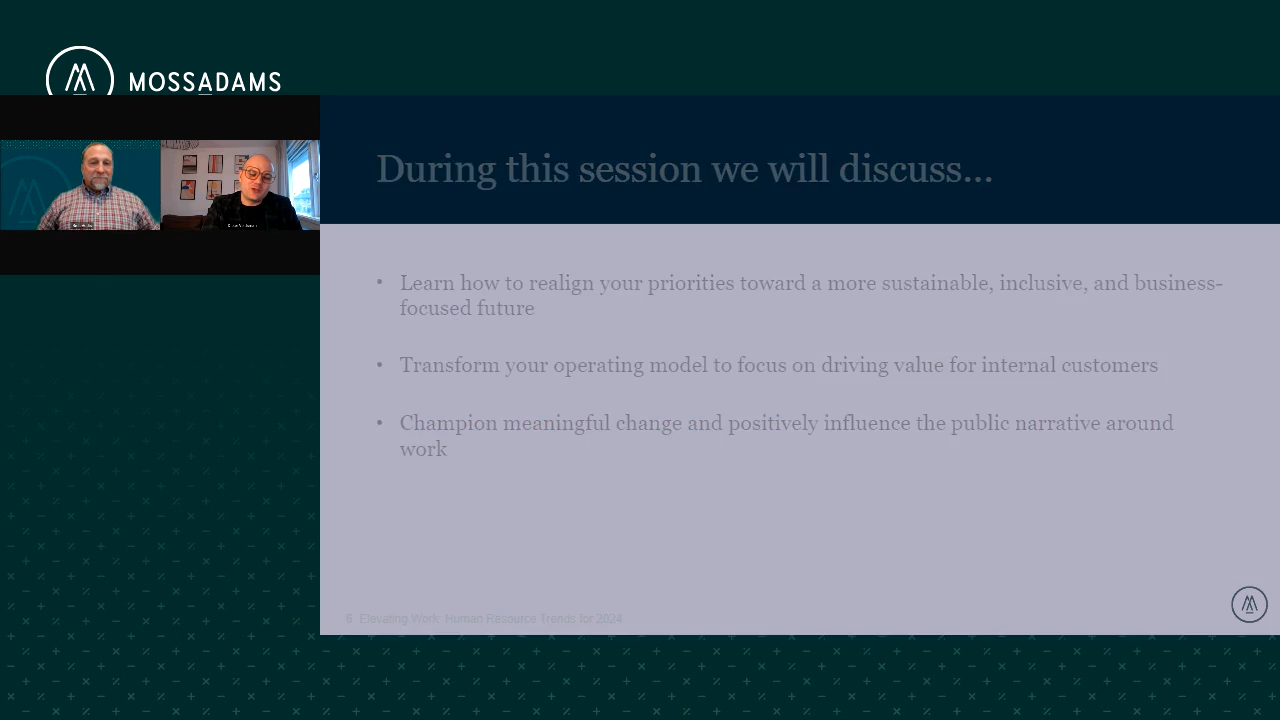 MOSSADAMS
During this session we will discuss...
• Learn how to realign your priorities toward a more sustainable, inclusive, and business-
focused future
• Transform your operating model to focus on driving value for internal customers
• Champion meaningful change and positively influence the public narrative around
work
6 Elevating Work: Human Resource Trends for 2024